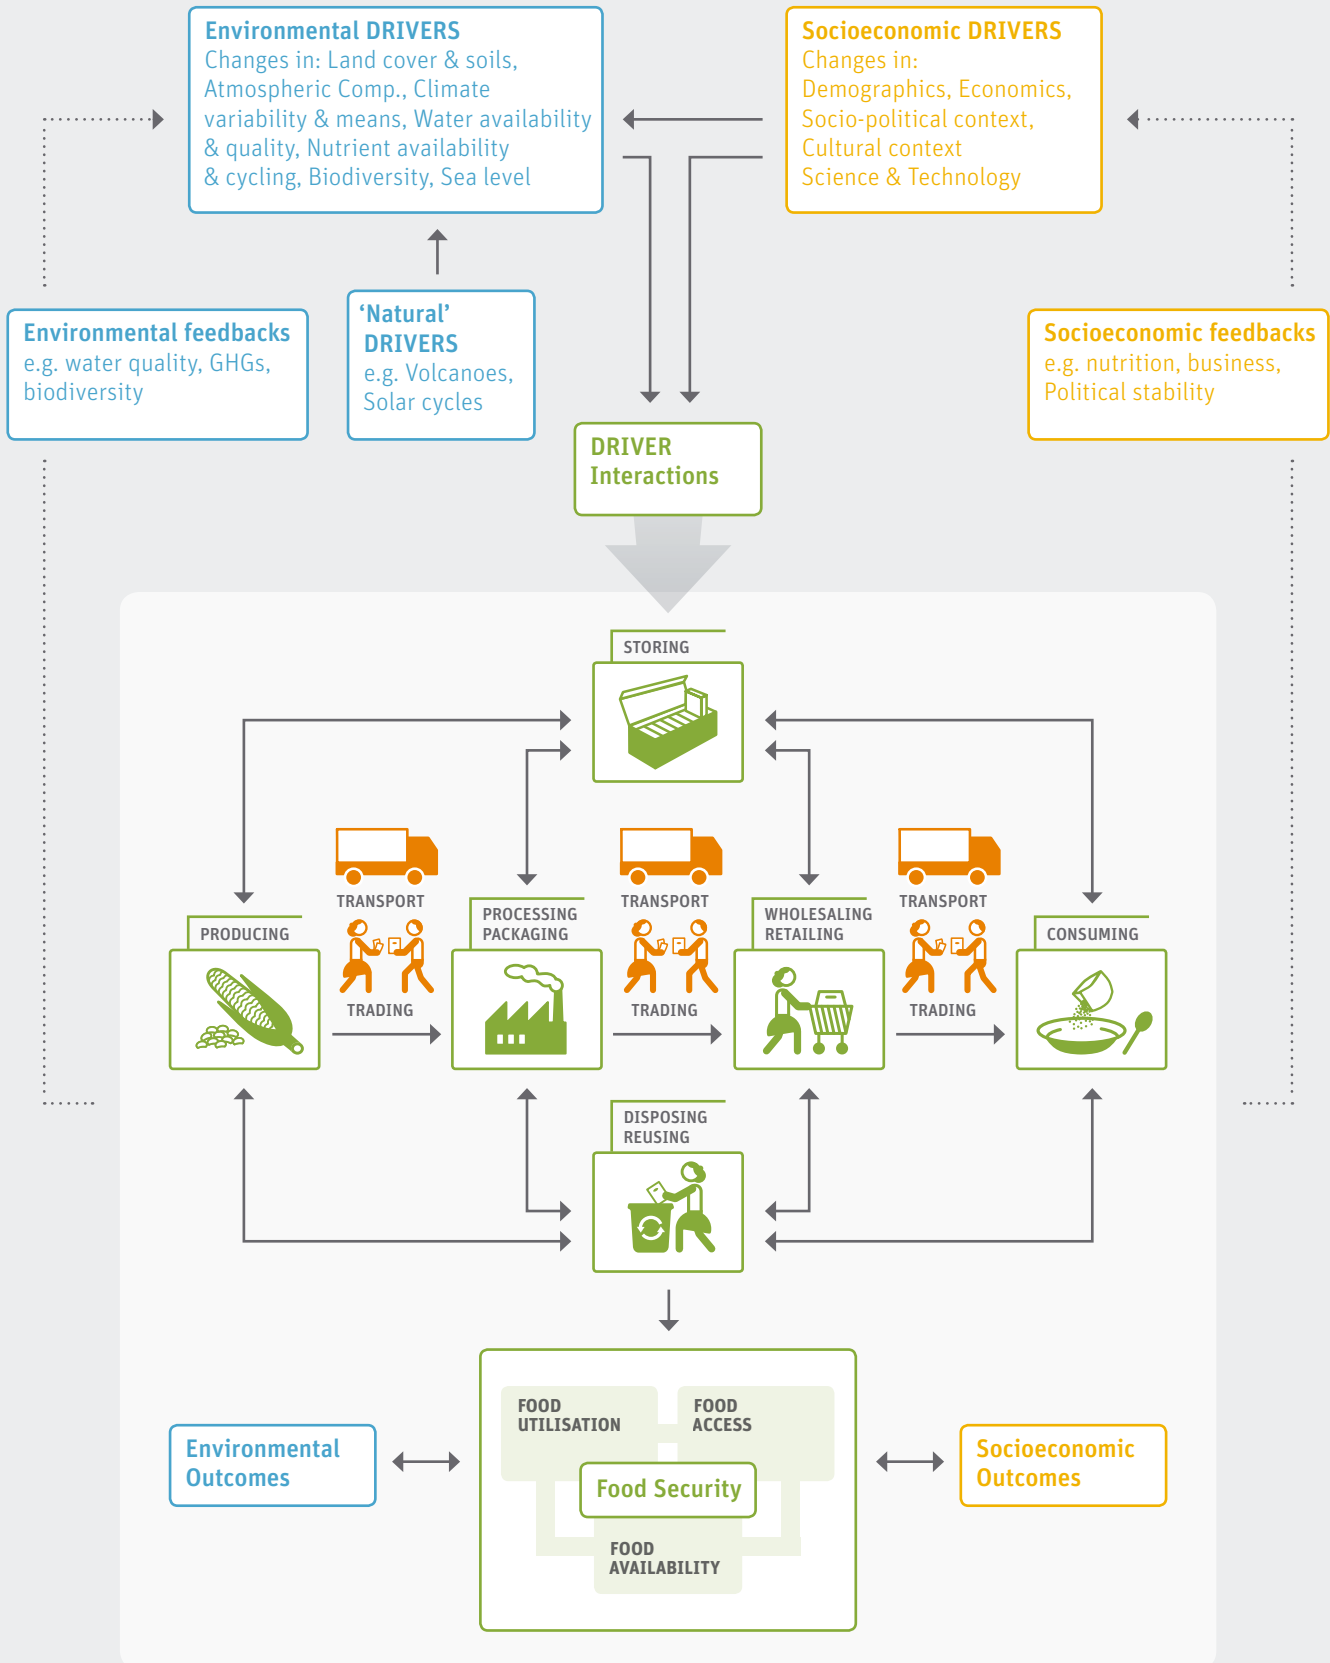 Environmental DRIVERS
Changes in: Land cover & soils,
Atmospheric Comp., Climate
variability & means, Water availability
& quality, Nutrient availability
& cycling, Biodiversity, Sea level
Socioeconomic DRIVERS
Changes in:
Demographics, Economics,
Socio-political context,
Cultural context
Science & Technology
Environmental feedbacks
e.g. water quality, GHGs,
biodiversity
‘Natural’
DRIVERS
e.g. Volcanoes,
Solar cycles
Socioeconomic feedbacks
e.g. nutrition, business,
Political stability
DRIVER
Interactions
STORING
PRODUCING
TRANSPORT
TRADING
PROCESSING
PACKAGING
TRANSPORT
TRADING
WHOLESALING
RETAILING
TRANSPORT
TRADING
CONSUMING
DISPOSING
REUSING
Environmental
Outcomes
FOOD
UTILISATION
FOOD
ACCESS
Food Security
FOOD
AVAILABILITY
Socioeconomic
Outcomes